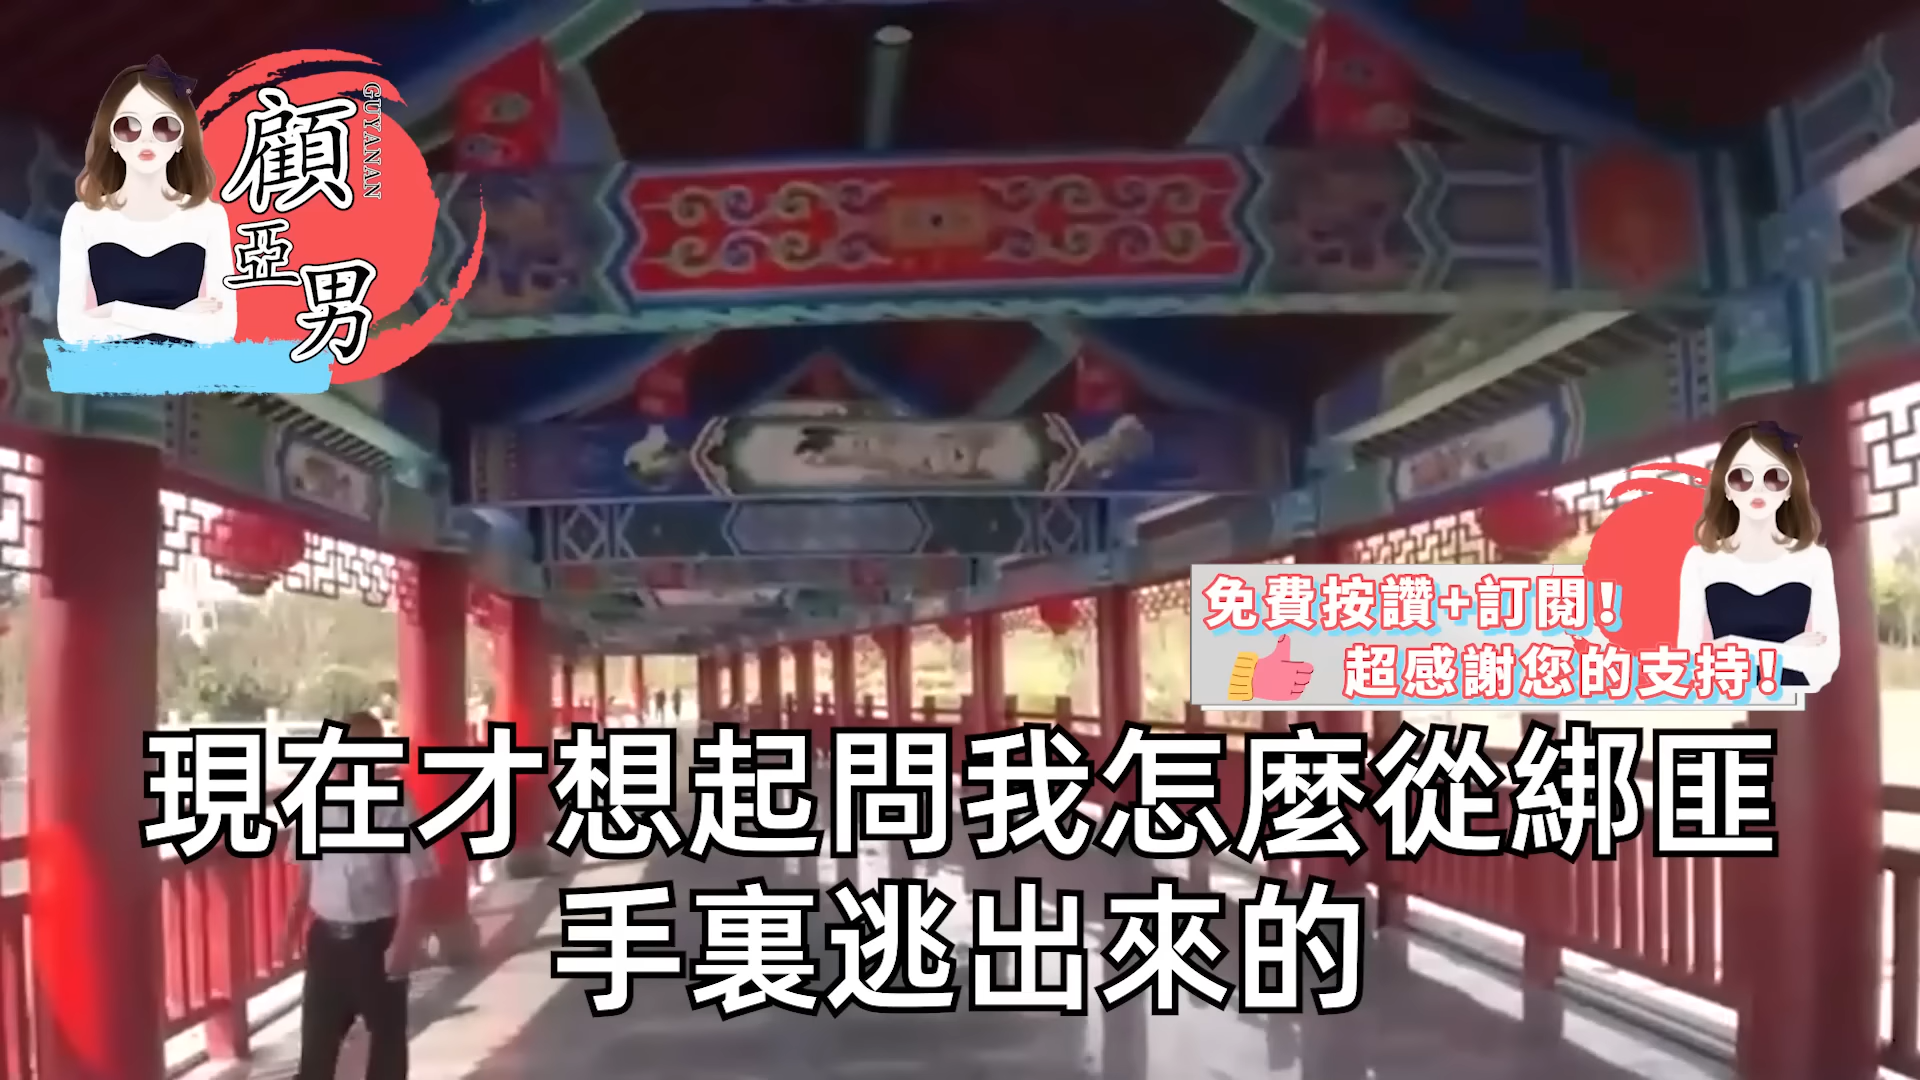 顧亞男
GUYANAN
免費按讚+訂閱!
超感謝您的支持!
現在才想起問我怎麼從綁匪
手裏逃出來的